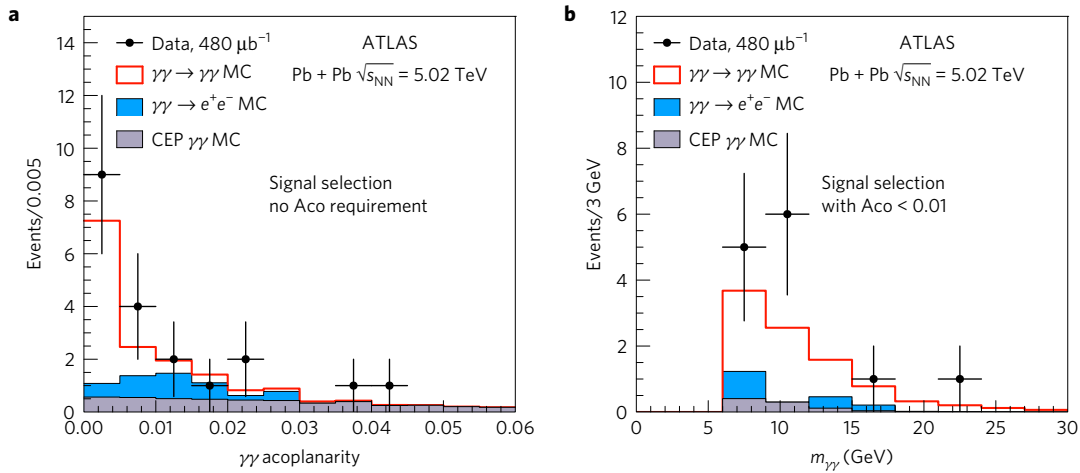 a
Events/0.005
14
12
10
8
6
4
2
0
Data, 480 μb⁻¹
γγ → γγ MC
γγ → e⁺e⁻ MC
CEP γγ MC
ATLAS
Pb + Pb √sNN = 5.02 TeV
Signal selection
no Aco requirement
0.00 0.01 0.02 0.03 0.04 0.05 0.06
γγ acoplanarity
b
Events/3 GeV
12
10
8
6
4
2
0
Data, 480 μb⁻¹
γγ → γγ MC
γγ → e⁺e⁻ MC
CEP γγ MC
ATLAS
Pb + Pb √sNN = 5.02 TeV
Signal selection
with Aco < 0.01
0 5 10 15 20 25 30
mγγ (GeV)